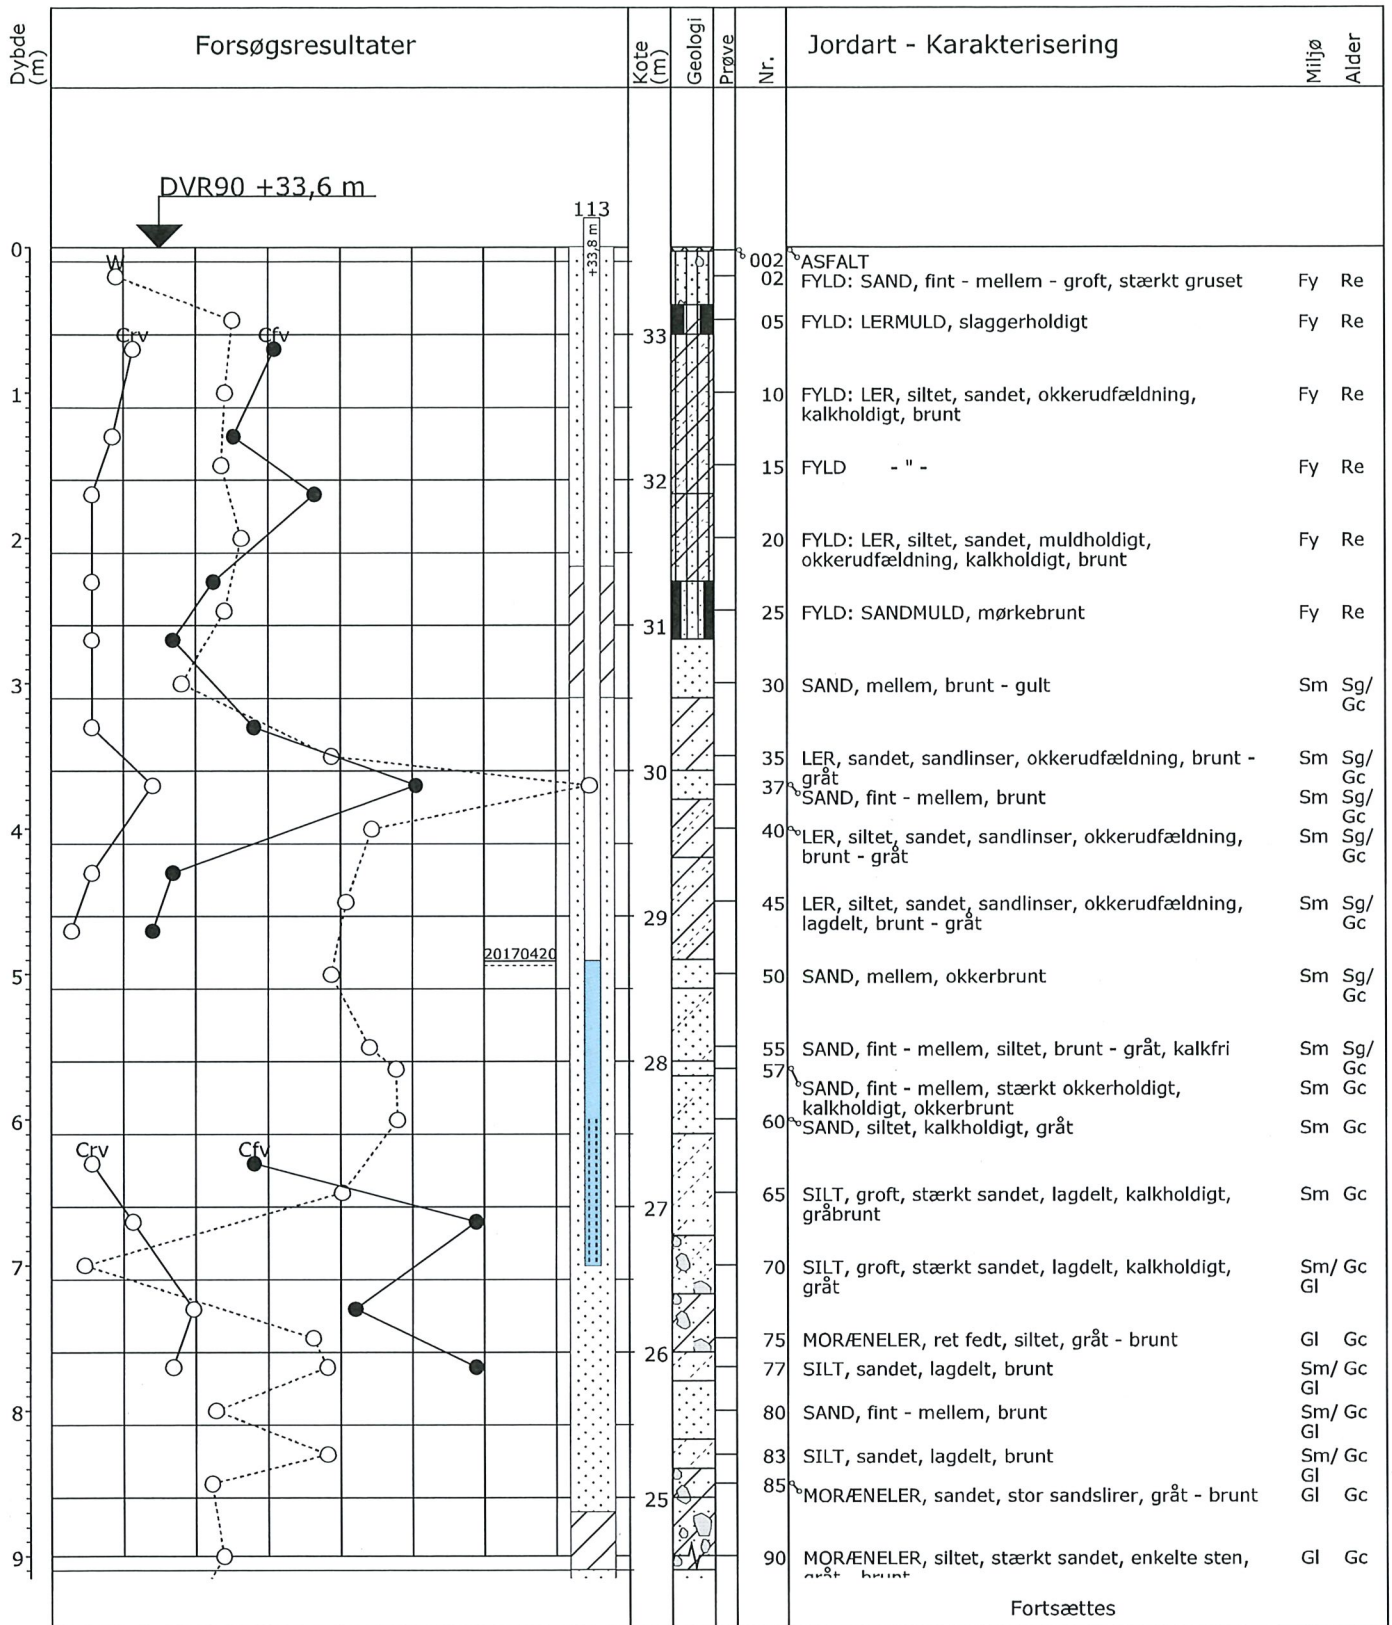 Dybde
(m)
Forsøgsresultater
Kote
(m)
Geologi
Prøve
Nr.
Jordart - Karakterisering
Miljø
Alder
DVR90 +33,6 m
113
+33,8 m
0
W
002 ASFALT
02 FYLD: SAND, fint - mellem - groft, stærkt gruset Fy Re
Crv Cfv
33
05 FYLD: LERMULD, slaggerholdigt Fy Re
1
10 FYLD: LER, siltet, sandet, okkerudfældning, Fy Re
kalkholdigt, brunt
32
15 FYLD - " - Fy Re
2
20 FYLD: LER, siltet, sandet, muldholdigt, Fy Re
okkerudfældning, kalkholdigt, brunt
31
25 FYLD: SANDMULD, mørkebrunt Fy Re
3
30 SAND, mellem, brunt - gult Sm Sg/
Gc
35 LER, sandet, sandlinser, okkerudfældning, brunt - Sm Sg/
gråt Gc
30
37 SAND, fint - mellem, brunt Sm Sg/
Gc
4
40 LER, siltet, sandet, sandlinser, okkerudfældning, Sm Sg/
brunt - gråt Gc
29
45 LER, siltet, sandet, sandlinser, okkerudfældning, Sm Sg/
lagdelt, brunt - gråt Gc
20170420
5
50 SAND, mellem, okkerbrunt Sm Sg/
Gc
28
55 SAND, fint - mellem, siltet, brunt - gråt, kalkfri Sm Sg/
Gc
57 SAND, fint - mellem, stærkt okkerholdigt, Sm Gc
kalkholdigt, okkerbrunt
6
60 SAND, siltet, kalkholdigt, gråt Sm Gc
Crv Cfv
27
65 SILT, groft, stærkt sandet, lagdelt, kalkholdigt, Sm Gc
gråbrunt
7
70 SILT, groft, stærkt sandet, lagdelt, kalkholdigt, Sm/ Gc
gråt Gl
26
75 MORÆNELER, ret fedt, siltet, gråt - brunt Gl Gc
77 SILT, sandet, lagdelt, brunt Sm/ Gc
Gl
8
80 SAND, fint - mellem, brunt Sm/ Gc
Gl
83 SILT, sandet, lagdelt, brunt Sm/ Gc
Gl
25
85 MORÆNELER, sandet, stor sandslirer, gråt - brunt Gl Gc
9
90 MORÆNELER, siltet, stærkt sandet, enkelte sten, Gl Gc
gråt - brunt
Fortsættes